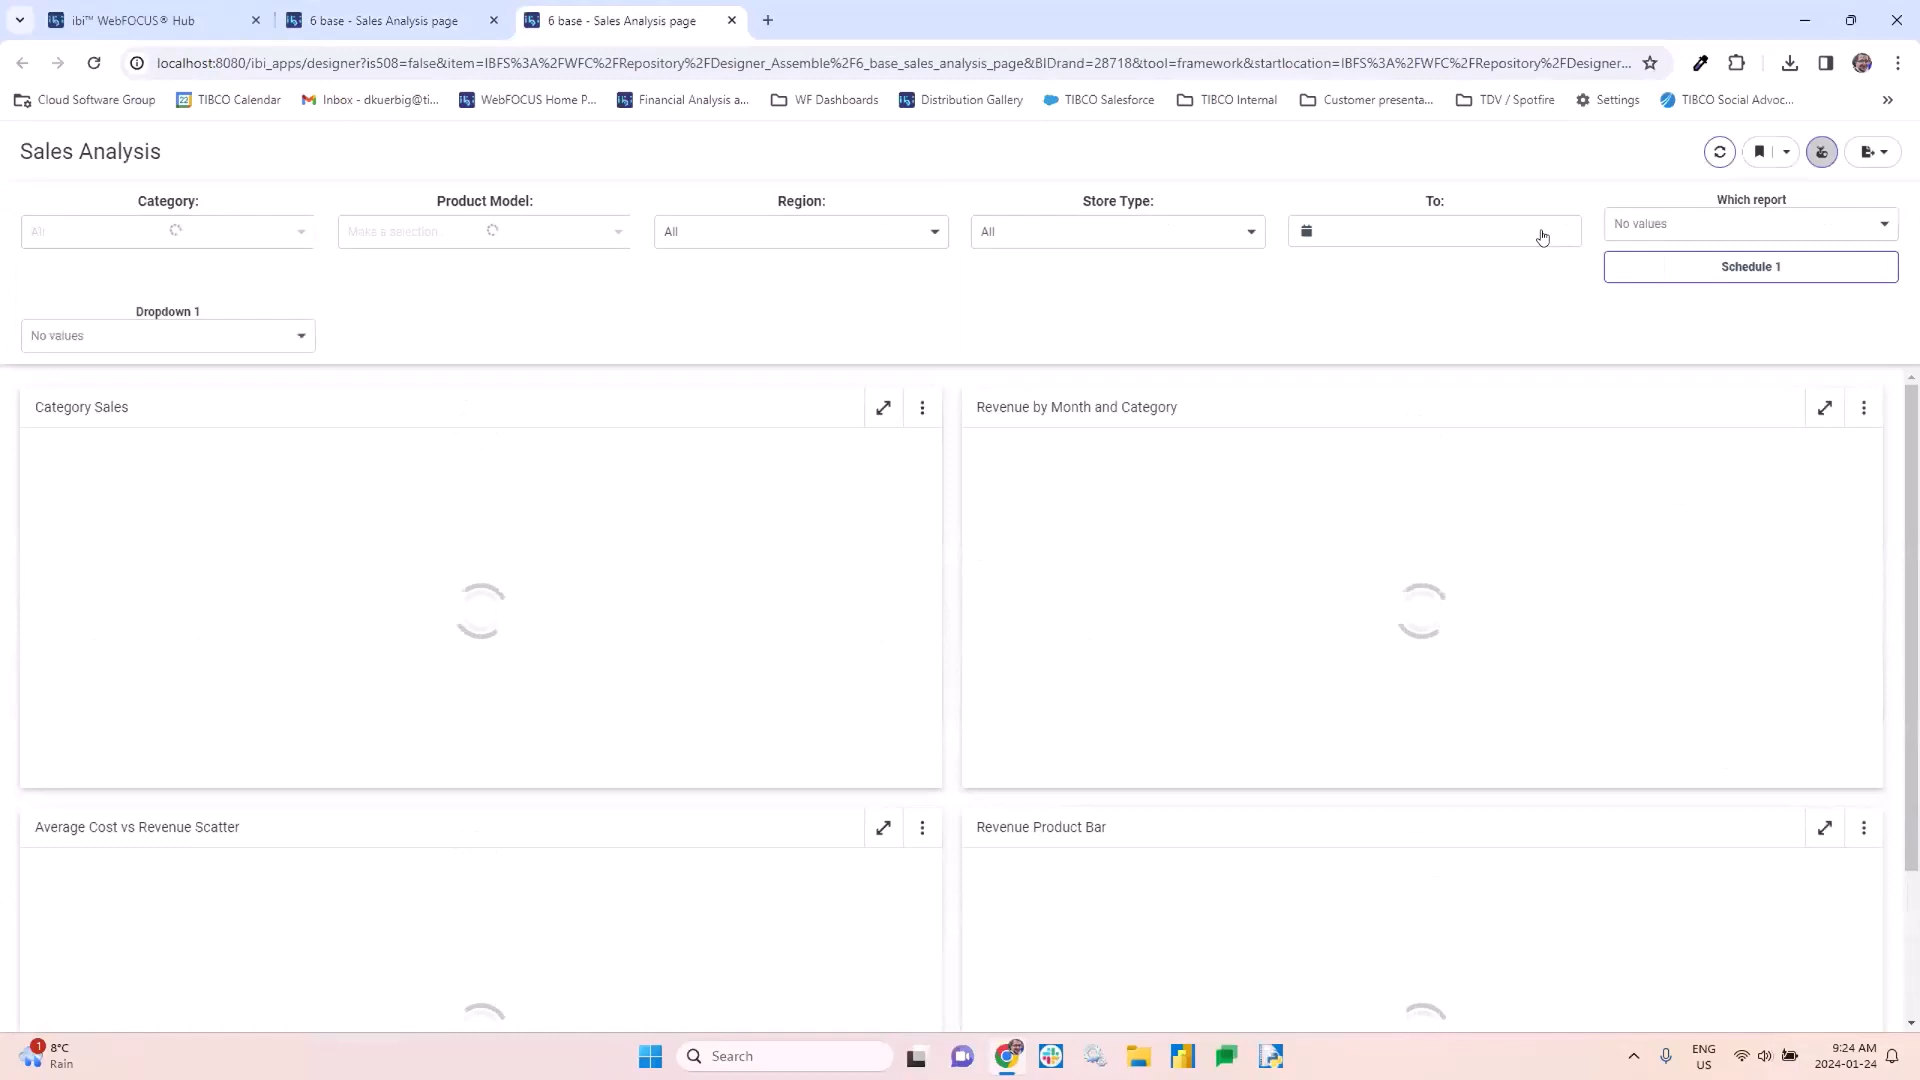 ibi™ WebFOCUS® Hub
6 base - Sales Analysis page
6 base - Sales Analysis page
localhost:8080/ibi_apps/designer?is508=false&item=IBFS%3A%2FWFC%2FRepository%2FDesigner_Assemble%2F6_base_sales_analysis_page&BIDrand=28718&tool=framework&startlocation=IBFS%3A%2FWFC%2FRepository%2FDesigner...
Cloud Software Group
TIBCO Calendar
Inbox - dkuerbig@ti...
WebFOCUS Home P...
Financial Analysis a...
WF Dashboards
Distribution Gallery
TIBCO Salesforce
TIBCO Internal
Customer presenta...
TDV / Spotfire
Settings
TIBCO Social Advoc...
Sales Analysis
Category:
Product Model:
Region:
Store Type:
To:
Which report
All
Make a selection
All
All
No values
Schedule 1
Dropdown 1
No values
Category Sales
Revenue by Month and Category
Average Cost vs Revenue Scatter
Revenue Product Bar
1
8°C
Rain
Search
ENG
US
9:24 AM
2024-01-24